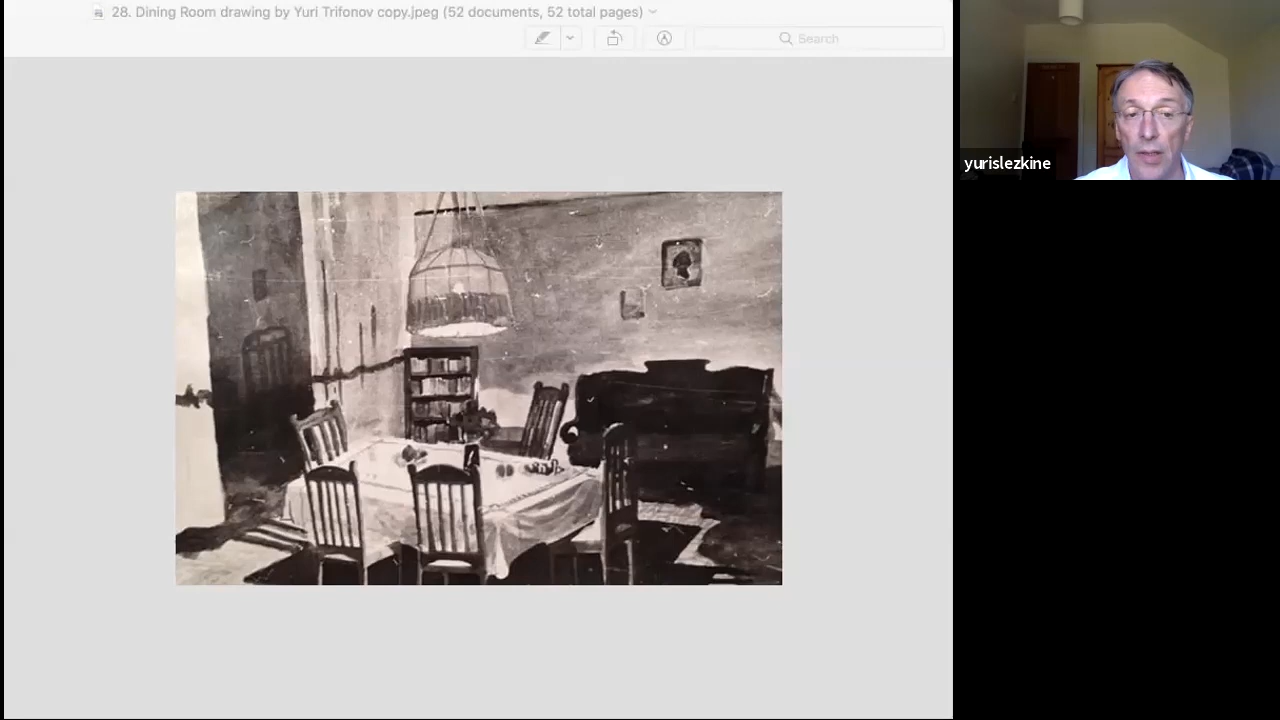 28. Dining Room drawing by Yuri Trifonov copy.jpeg (52 documents, 52 total pages)
Search
yurislezkine